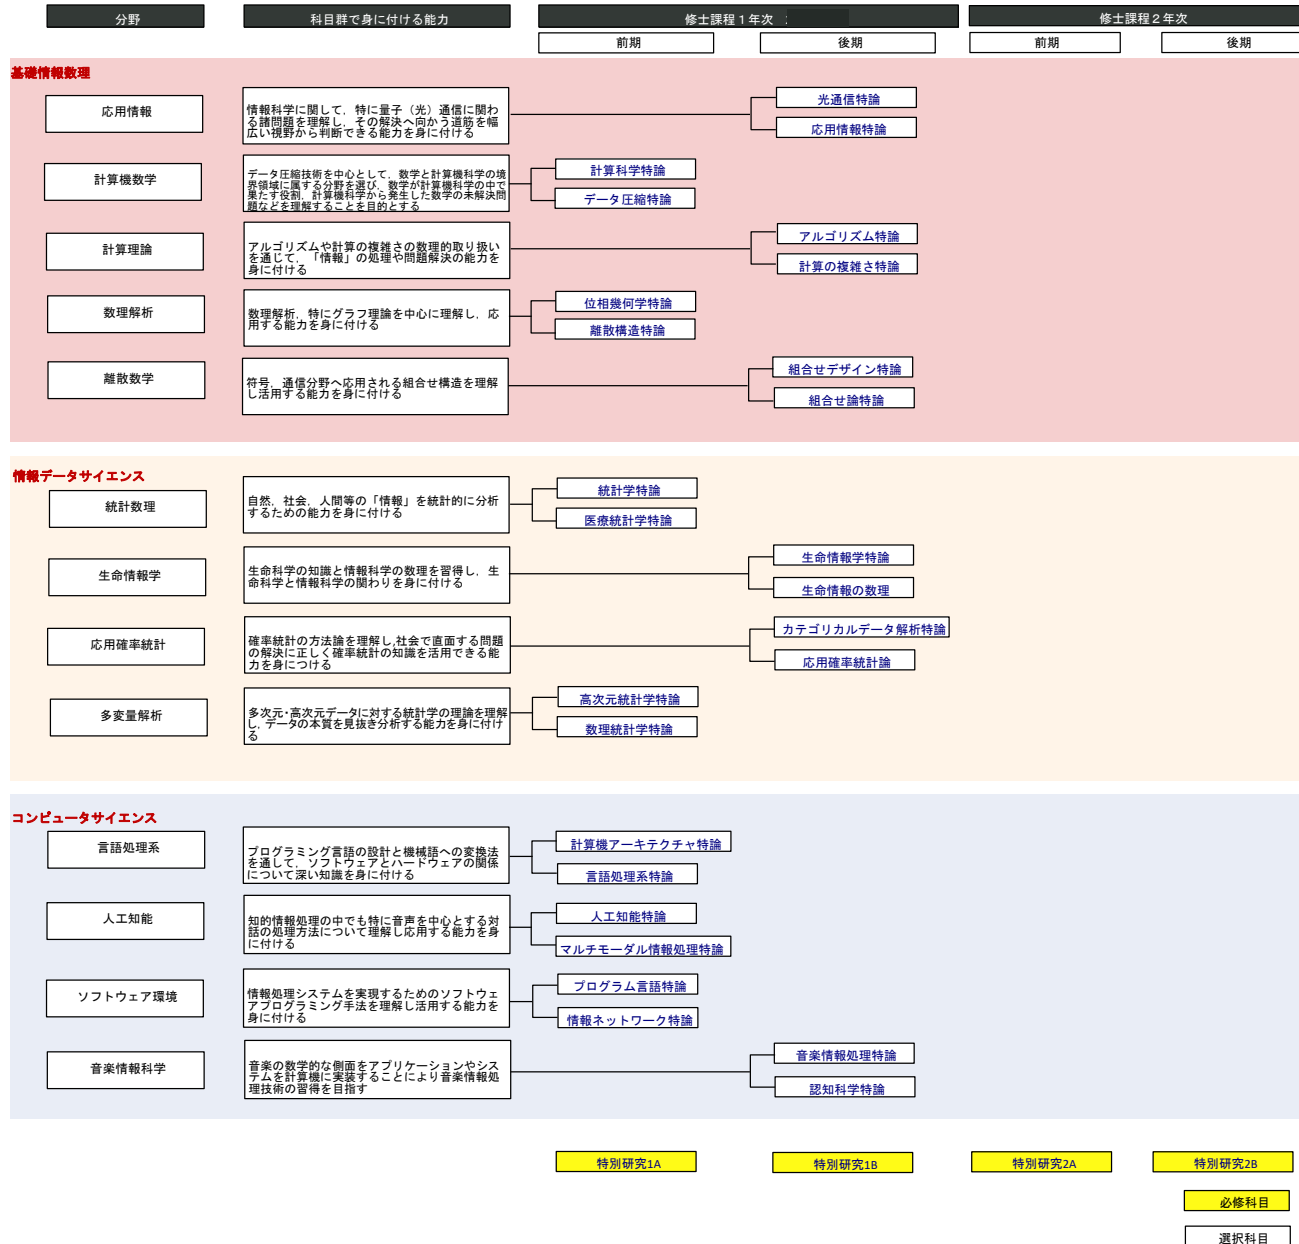 分野
科目群で身に付ける能力
修士課程１年次
修士課程２年次
前期
後期
前期
後期
基礎情報数理
応用情報
情報科学に関して，特に量子（光）通信に関わ
る諸問題を理解し，その解決へ向かう道筋を幅
広い視野から判断できる能力を身に付ける
光通信特論
応用情報特論
計算機数学
データ圧縮技術を中心として，数学と計算機科学の境
界領域に属する分野を選び，数学が計算機科学の中で
果たす役割，計算機科学から発生した数学の未解決問
題などを理解することを目的とする
計算科学特論
データ圧縮特論
計算理論
アルゴリズムや計算の複雑さの数理的取り扱い
を通じて，「情報」の処理や問題解決の能力を
身に付ける
アルゴリズム特論
計算の複雑さ特論
数理解析
数理解析，特にグラフ理論を中心に理解し，応
用する能力を身に付ける
位相幾何学特論
離散構造特論
離散数学
符号，通信分野へ応用される組合せ構造を理解
し活用する能力を身に付ける
組合せデザイン特論
組合せ論特論
情報データサイエンス
統計数理
自然，社会，人間等の「情報」を統計的に分析
するための能力を身に付ける
統計学特論
医療統計学特論
生命情報学
生命科学の知識と情報科学の数理を習得し，生
命科学と情報科学の関わりを身に付ける
生命情報学特論
生命情報の数理
応用確率統計
確率統計の方法論を理解し,社会で直面する問題
の解決に正しく確率統計の知識を活用できる能
力を身につける
カテゴリカルデータ解析特論
応用確率統計論
多変量解析
多次元・高次元データに対する統計学の理論を理解
し,データの本質を見抜き分析する能力を身に付け
る
高次元統計学特論
数理統計学特論
コンピュータサイエンス
言語処理系
プログラミング言語の設計と機械語への変換法
を通して，ソフトウェアとハードウェアの関係
について深い知識を身に付ける
計算機アーキテクチャ特論
言語処理系特論
人工知能
知的情報処理の中でも特に音声を中心とする対
話の処理方法について理解し応用する能力を身
に付ける
人工知能特論
マルチモーダル情報処理特論
ソフトウェア環境
情報処理システムを実現するためのソフトウェ
アプログラミング手法を理解し活用する能力を
身に付ける
プログラム言語特論
情報ネットワーク特論
音楽情報科学
音楽の数学的な側面をアプリケーションやシス
テムを計算機に実装することにより音楽情報処
理技術の習得を目指す
音楽情報処理特論
認知科学特論
特別研究1A
特別研究1B
特別研究2A
特別研究2B
必修科目
選択科目